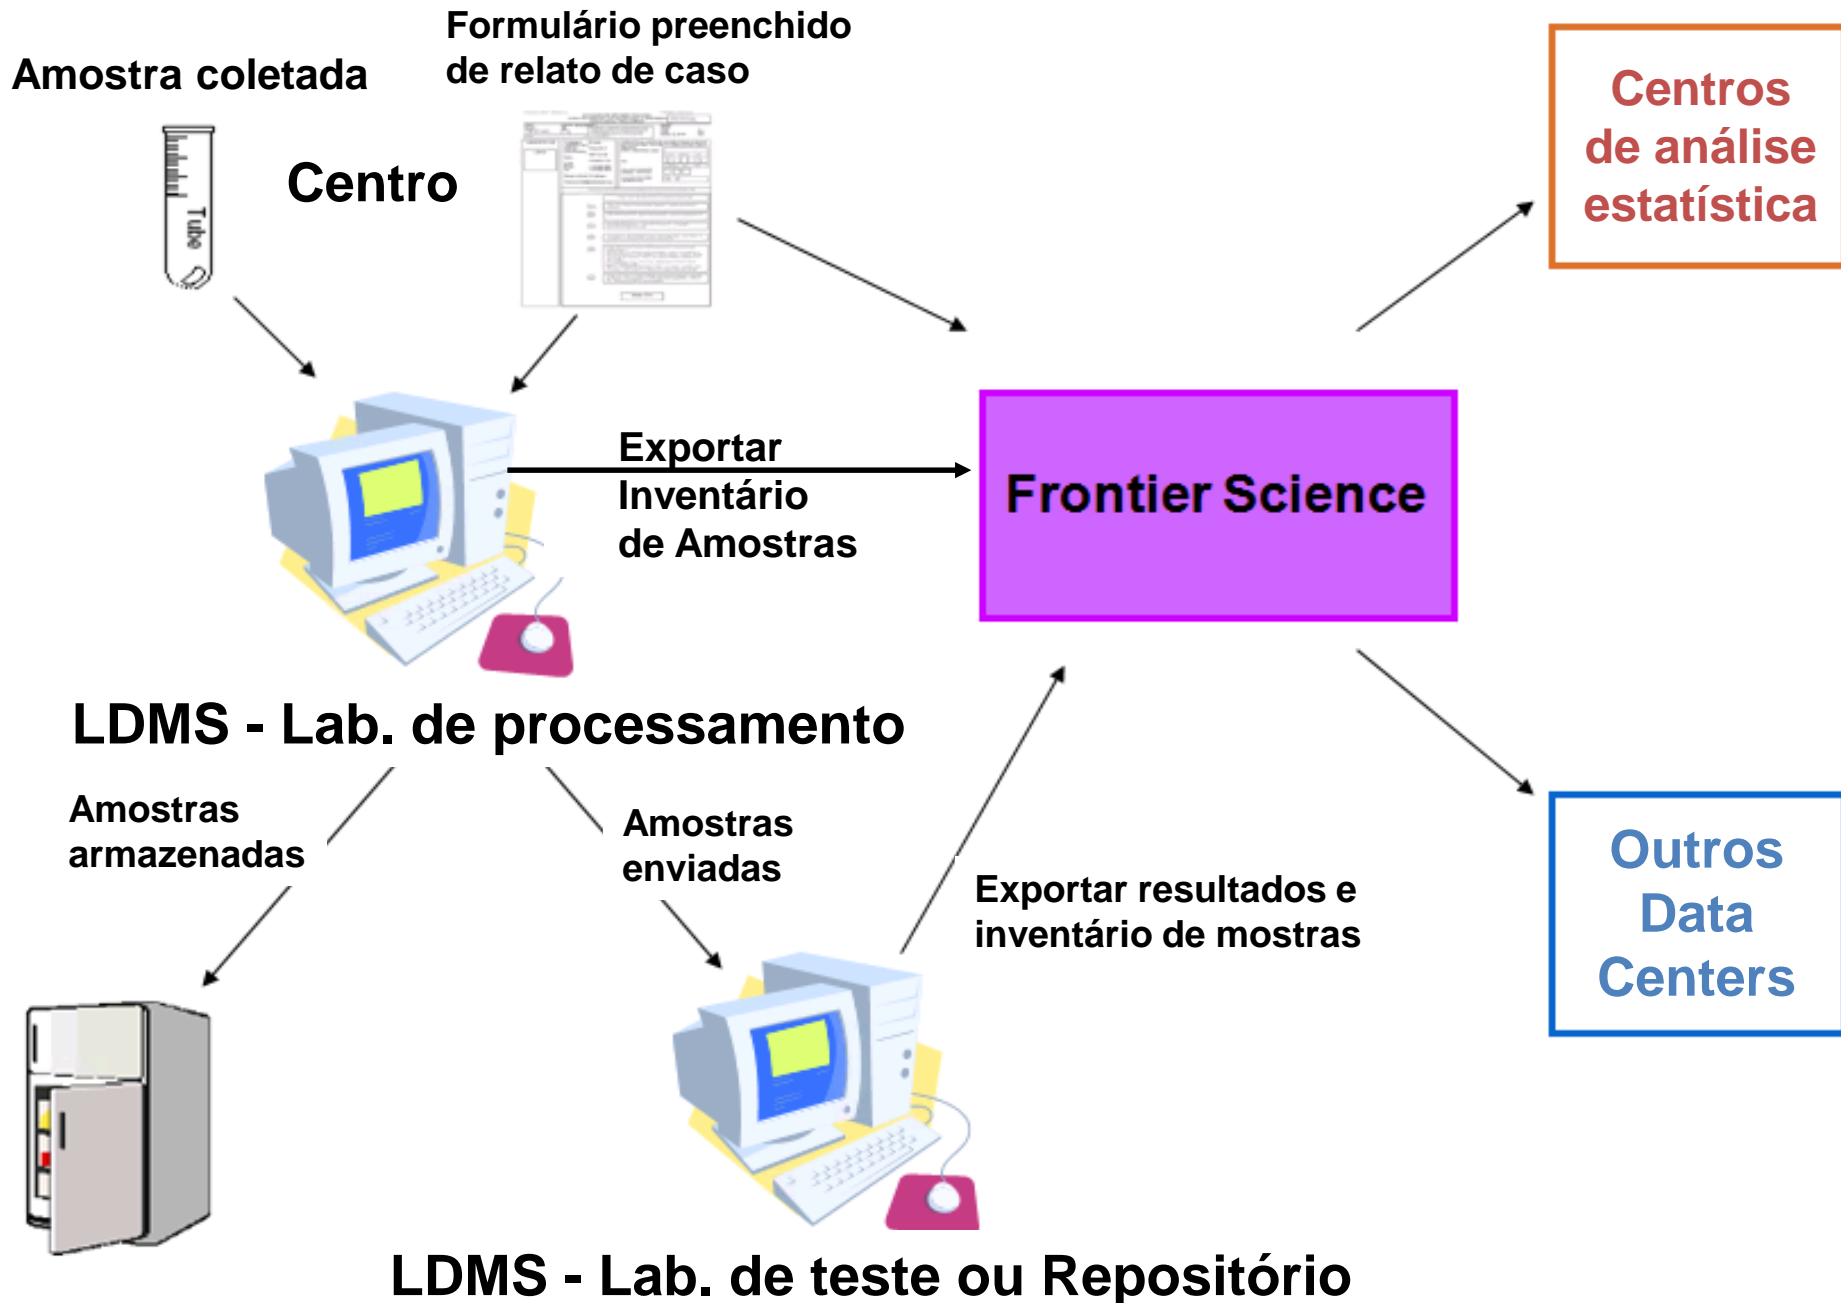 Formulário preenchido
de relato de caso
Amostra coletada
Centro
Tube
Centros
de análise
estatística
Exportar
Inventário
de Amostras
Frontier Science
LDMS - Lab. de processamento
Amostras
armazenadas
Amostras
enviadas
Exportar resultados e
inventário de mostras
Outros
Data
Centers
LDMS - Lab. de teste ou Repositório